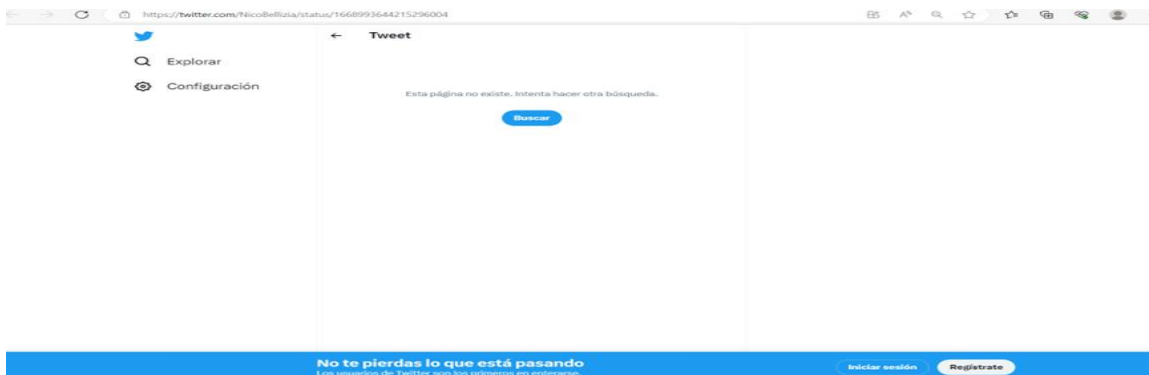 https://twitter.com/NicoBellizia/status/1668993644215296004
← Tweet
Explorar
Configuración
Esta página no existe. Intenta hacer otra búsqueda.
Buscar
No te pierdas lo que está pasando
Los usuarios de Twitter son los primeros en enterarse.
Iniciar sesión
Regístrate